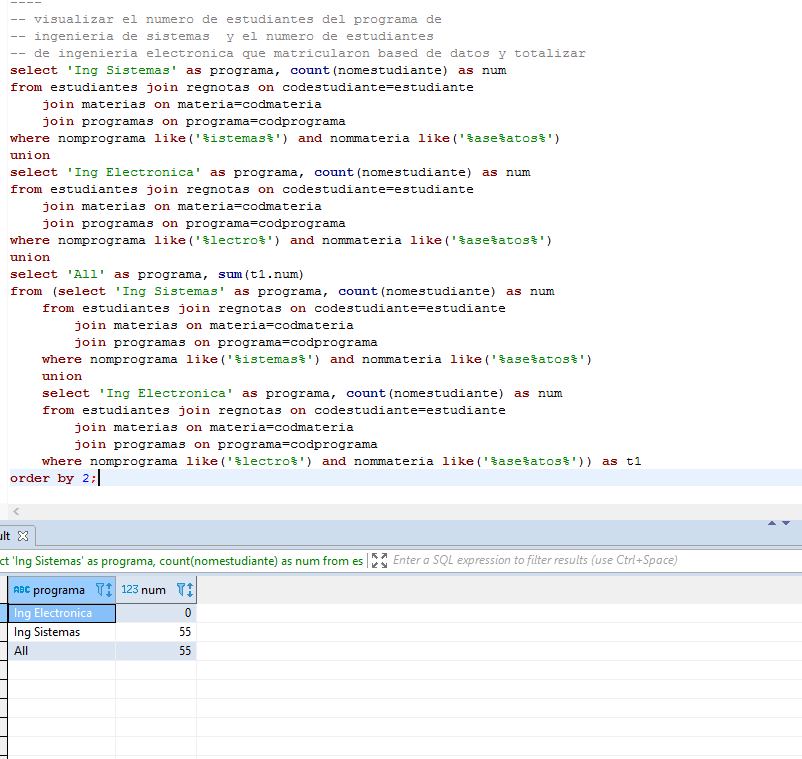 ----
-- visualizar el numero de estudiantes del programa de
-- ingenieria de sistemas  y el numero de estudiantes
-- de ingenieria electronica que matricularon based de datos y totalizar
select 'Ing Sistemas' as programa, count(nomestudiante) as num
from estudiantes join regnotas on codestudiante=estudiante
    join materias on materia=codmateria
    join programas on programa=codprograma
where nomprograma like('%istemas%') and nommateria like('%ase%atos%')
union
select 'Ing Electronica' as programa, count(nomestudiante) as num
from estudiantes join regnotas on codestudiante=estudiante
    join materias on materia=codmateria
    join programas on programa=codprograma
where nomprograma like('%lectro%') and nommateria like('%ase%atos%')
union
select 'All' as programa, sum(t1.num)
from (select 'Ing Sistemas' as programa, count(nomestudiante) as num
    from estudiantes join regnotas on codestudiante=estudiante
        join materias on materia=codmateria
        join programas on programa=codprograma
    where nomprograma like('%istemas%') and nommateria like('%ase%atos%')
    union
    select 'Ing Electronica' as programa, count(nomestudiante) as num
    from estudiantes join regnotas on codestudiante=estudiante
        join materias on materia=codmateria
        join programas on programa=codprograma
    where nomprograma like('%lectro%') and nommateria like('%ase%atos%')) as t1
order by 2;
ult
ct 'Ing Sistemas' as programa, count(nomestudiante) as num from es Enter a SQL expression to filter results (use Ctrl+Space)
ABC programa 123 num
Ing Electronica 0
Ing Sistemas 55
All 55